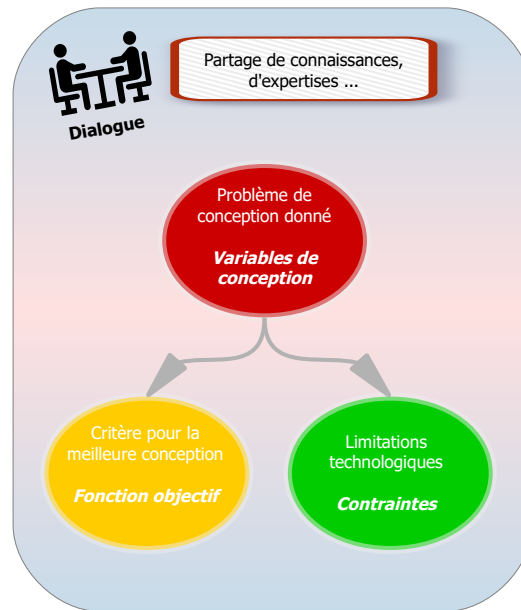 Partage de connaissances,
d'expertises ...
Dialogue
Problème de
conception donné
Variables de
conception
Critère pour la
meilleure conception
Fonction objectif
Limitations
technologiques
Contraintes